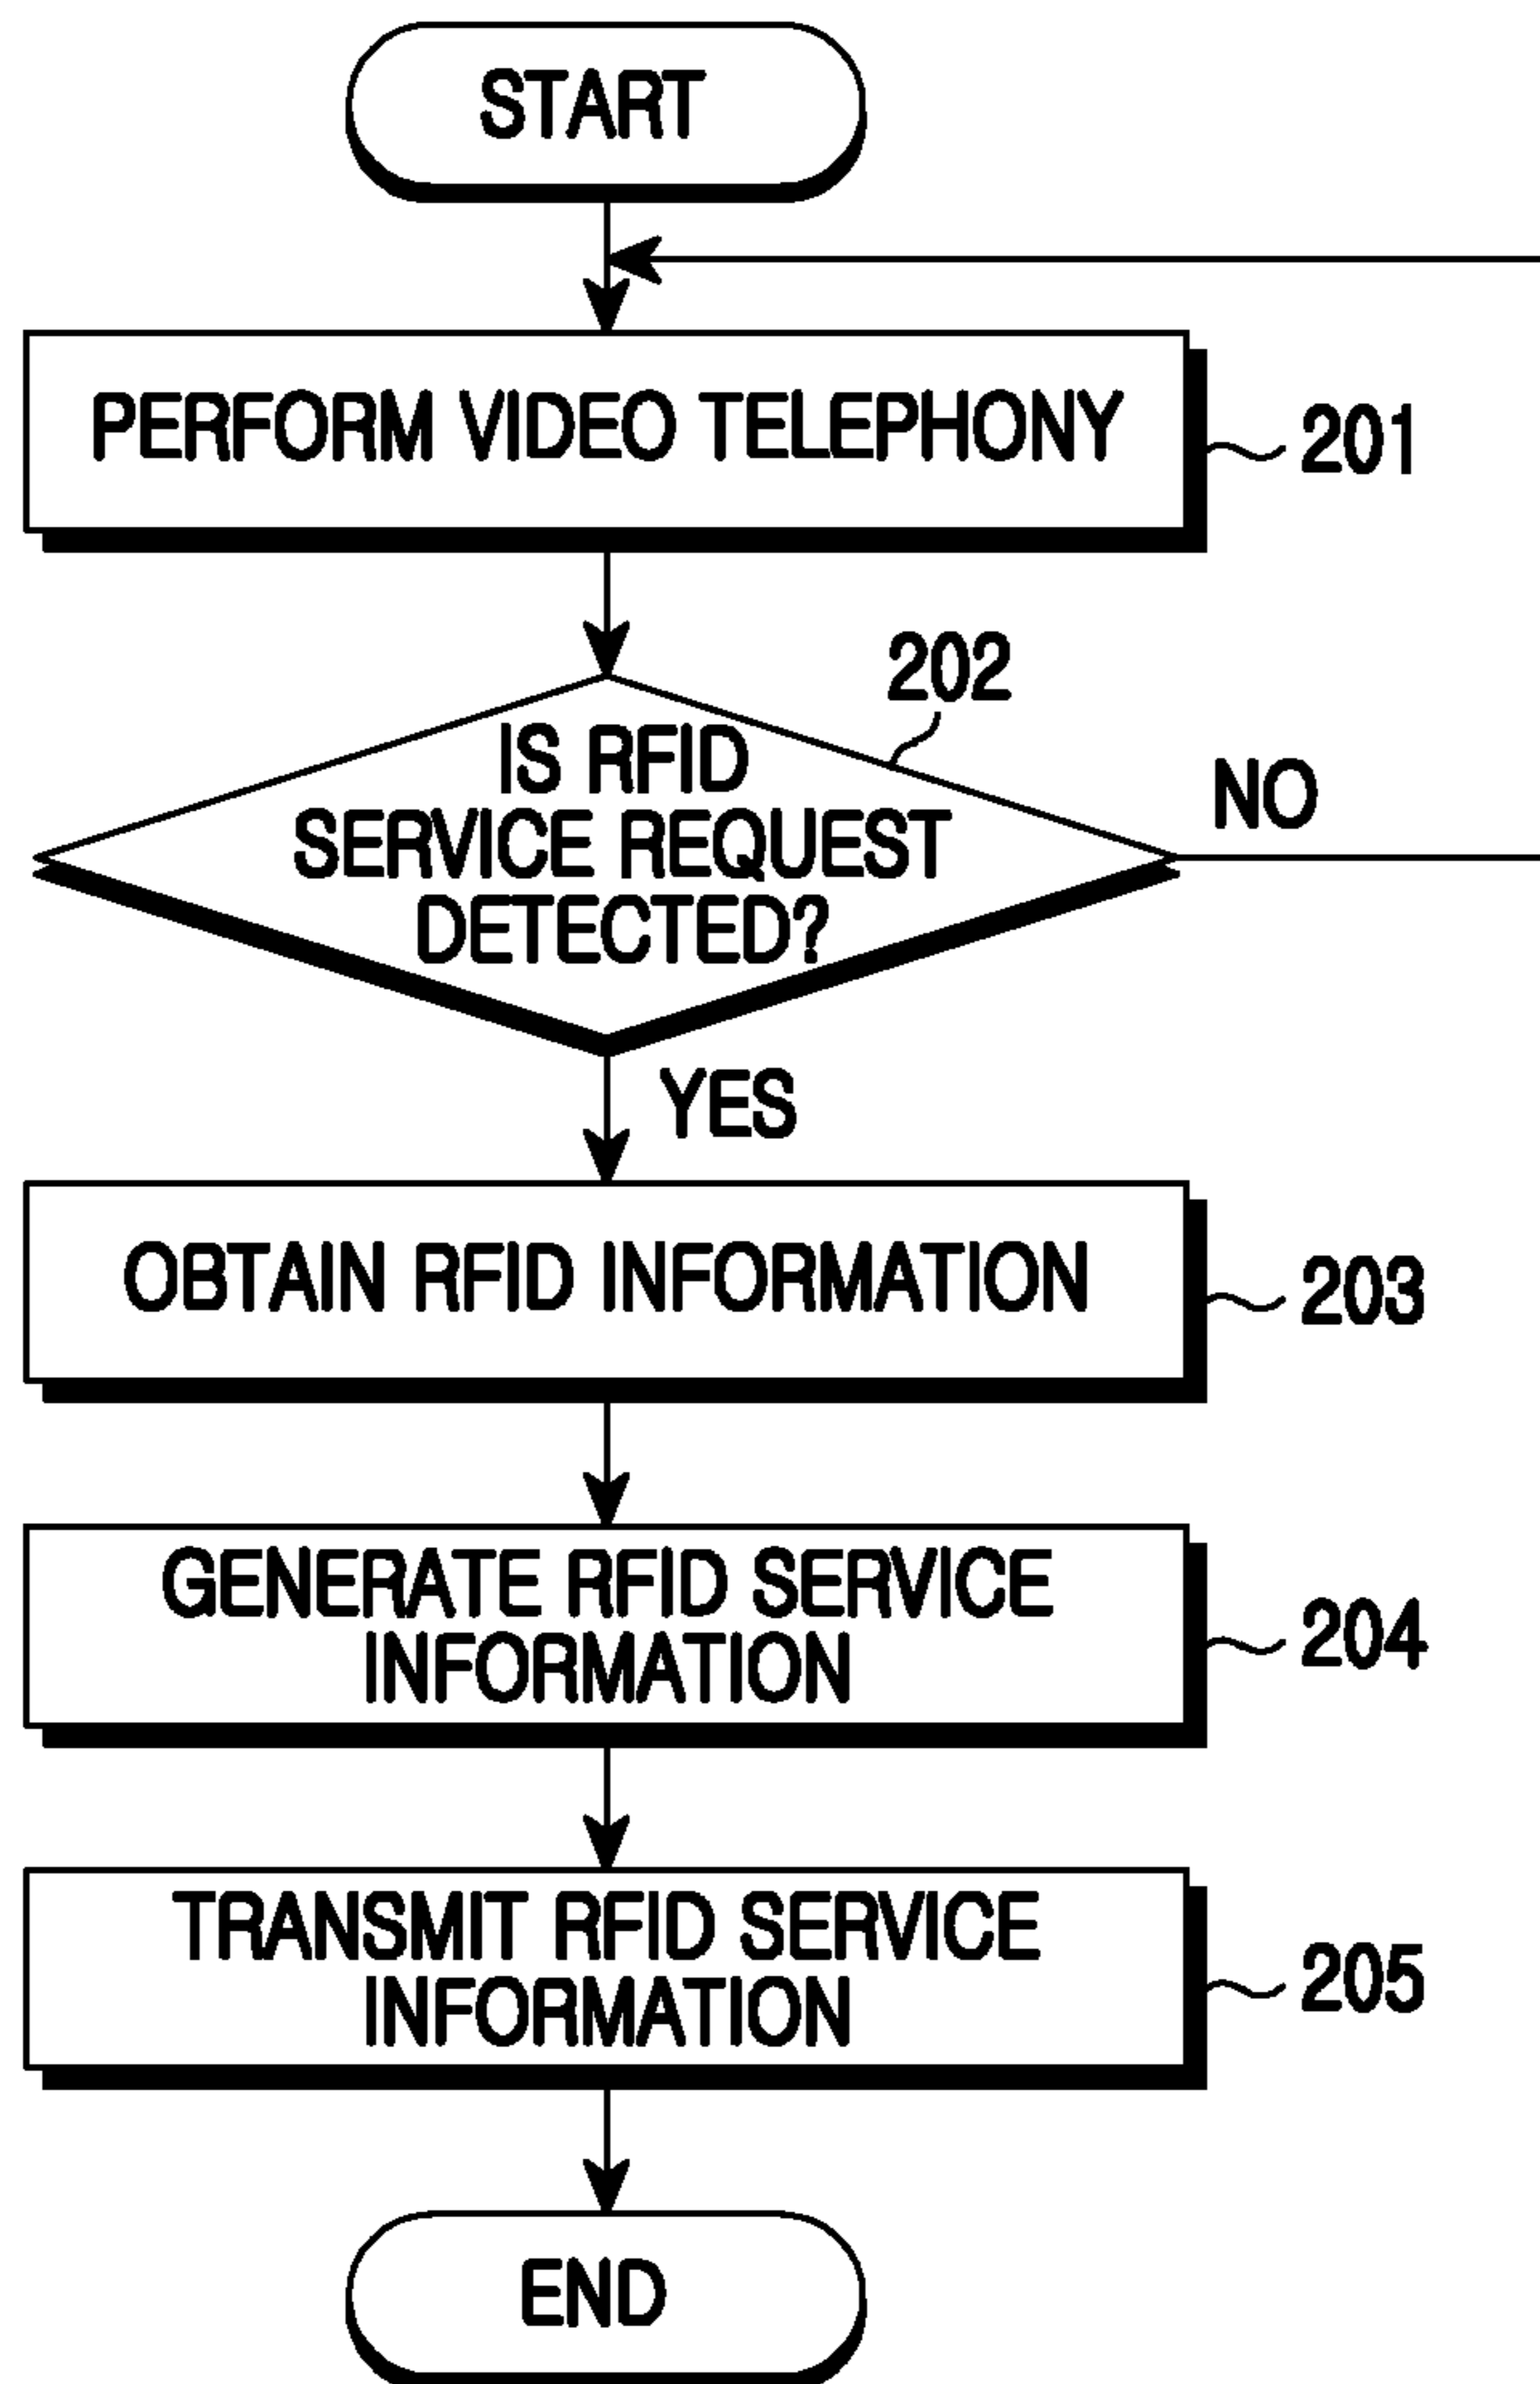 START
PERFORM VIDEO TELEPHONY
201
202
IS RFID
SERVICE REQUEST
DETECTED?
NO
YES
OBTAIN RFID INFORMATION
203
GENERATE RFID SERVICE
INFORMATION
204
TRANSMIT RFID SERVICE
INFORMATION
205
END